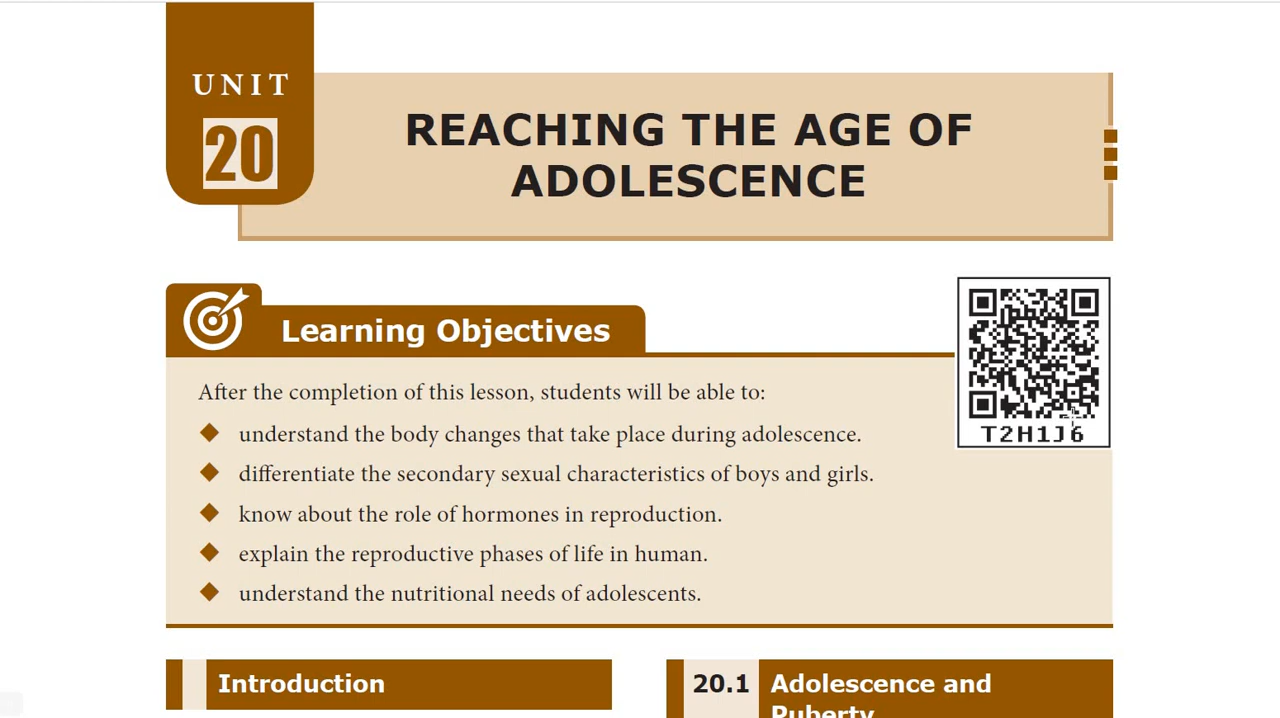 UNIT
20
REACHING THE AGE OF
ADOLESCENCE
Learning Objectives
T2H1J6
After the completion of this lesson, students will be able to:
understand the body changes that take place during adolescence.
differentiate the secondary sexual characteristics of boys and girls.
know about the role of hormones in reproduction.
explain the reproductive phases of life in human.
understand the nutritional needs of adolescents.
Introduction
20.1 Adolescence and
Puberty